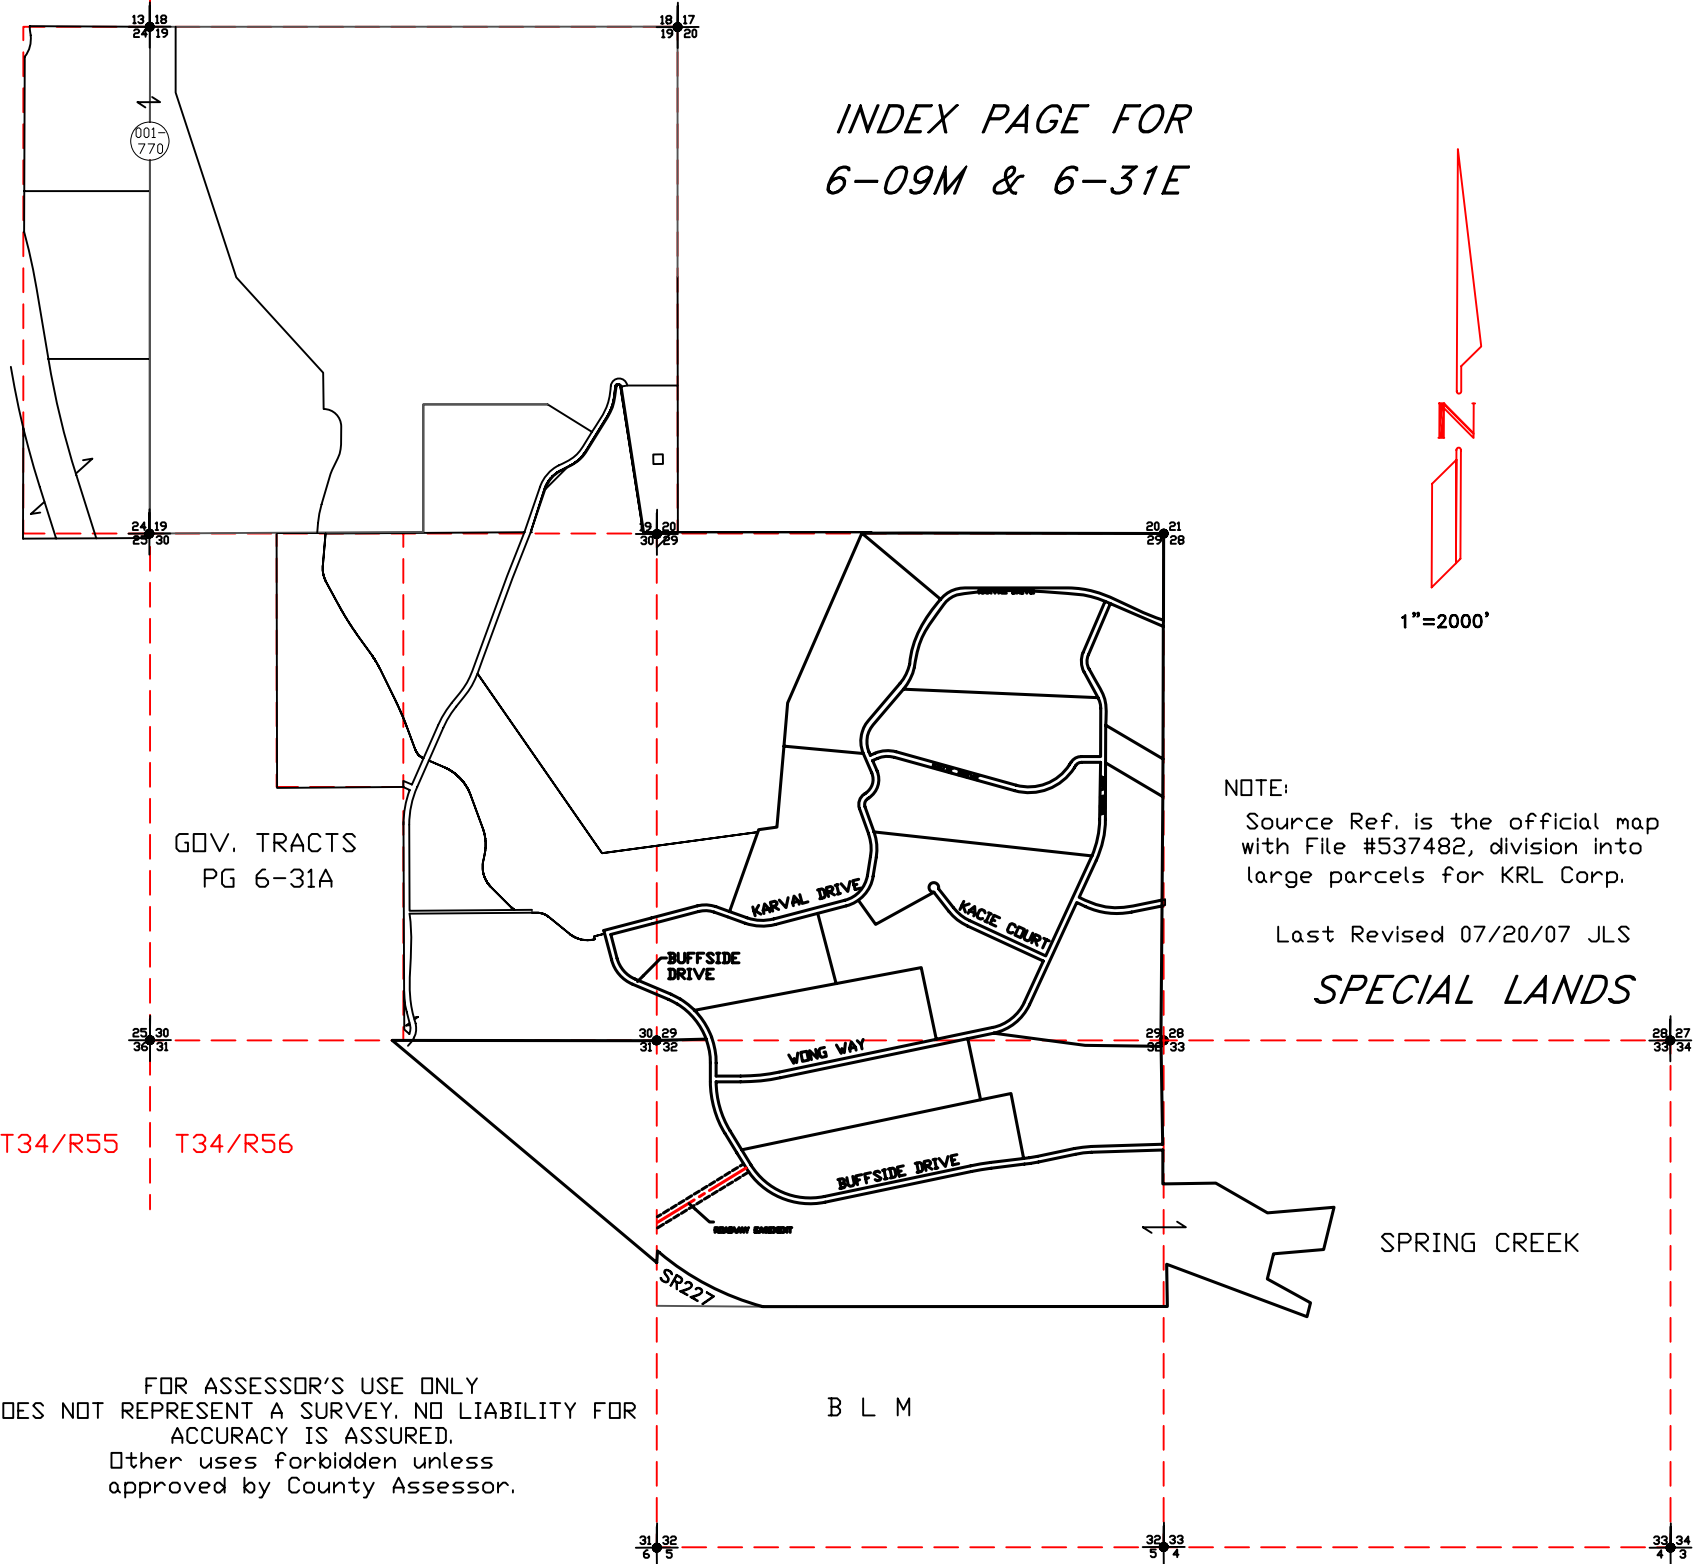 13 18
24 19
18 17
19 20
001-
770
INDEX PAGE FOR
6-09M & 6-31E
N
1"=2000'
24 19
25 30
19 20
30 29
20 21
29 28
NOTE:
Source Ref. is the official map
with File #537482, division into
large parcels for KRL Corp.
Last Revised 07/20/07 JLS
SPECIAL LANDS
GOV. TRACTS
PG 6-31A
KARVAL DRIVE
KACIE COURT
BUFFSIDE
DRIVE
WONG WAY
25 30
36 31
30 29
31 32
29 28
33
28 27
33 34
T34/R55
T34/R56
BUFFSIDE DRIVE
ROADWAY EASEMENT
SR227
SPRING CREEK
B L M
FOR ASSESSOR'S USE ONLY
OES NOT REPRESENT A SURVEY. NO LIABILITY FOR
ACCURACY IS ASSURED.
Other uses forbidden unless
approved by County Assessor.
31 32
6 5
32 33
5 4
33 34
4 3